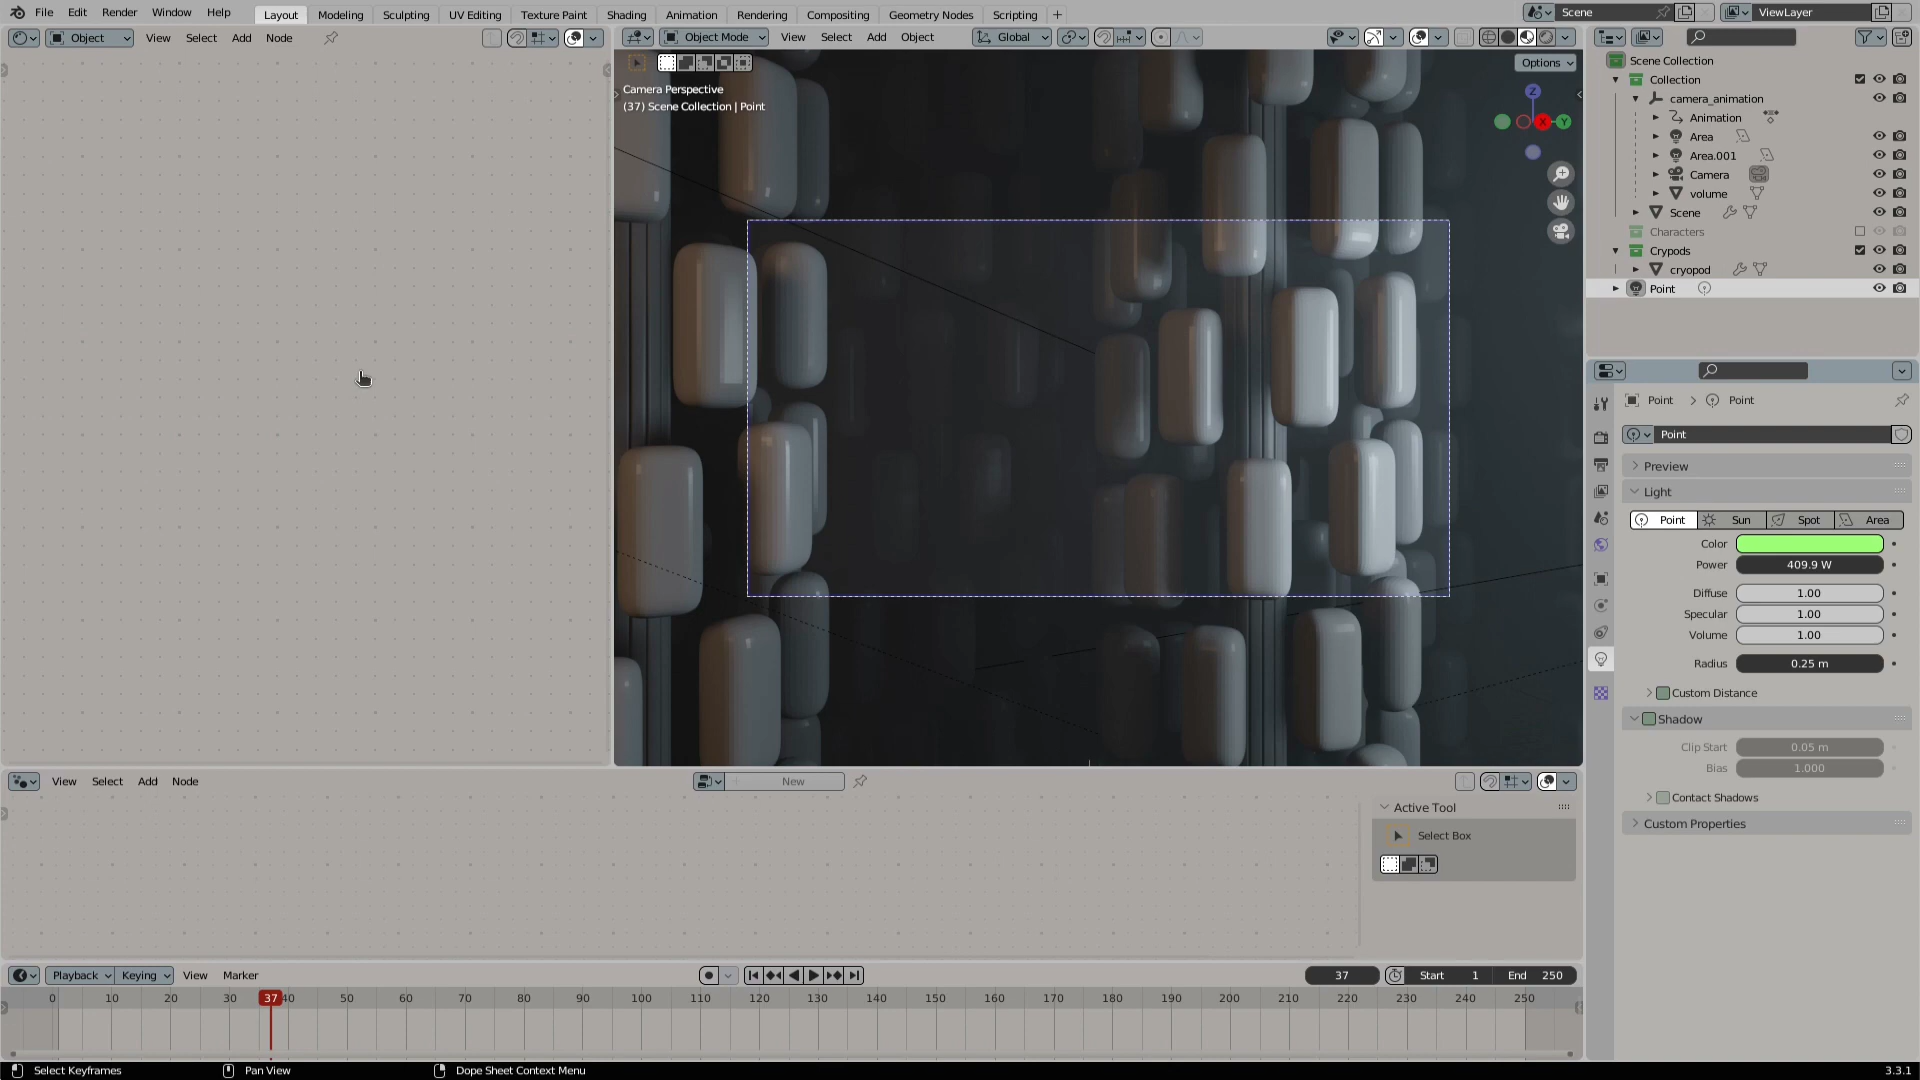 File Edit Render Window Help Layout Modeling Sculpting UV Editing Texture Paint Shading Animation Rendering Compositing Geometry Nodes Scripting + Scene ViewLayer
Object View Select Add Node
Object Mode View Select Add Object Global
Options
Camera Perspective
(37) Scene Collection | Point
Z
X
Y
Scene Collection
Collection
camera_animation
Animation
Area
Area.001
Camera
volume
Scene
Characters
Crypods
cryopod
Point
Point > Point
Point
Preview
Light
Point Sun Spot Area
Color
Power 409.9 W
Diffuse 1.00
Specular 1.00
Volume 1.00
Radius 0.25 m
Custom Distance
Shadow
Clip Start 0.05 m
Bias 1.000
Contact Shadows
Custom Properties
View Select Add Node New
Active Tool
Select Box
Playback Keying View Marker 37 Start 1 End 250
0 10 20 30 37 40 50 60 70 80 90 100 110 120 130 140 150 160 170 180 190 200 210 220 230 240 250
Select Keyframes Pan View Dope Sheet Context Menu 3.3.1